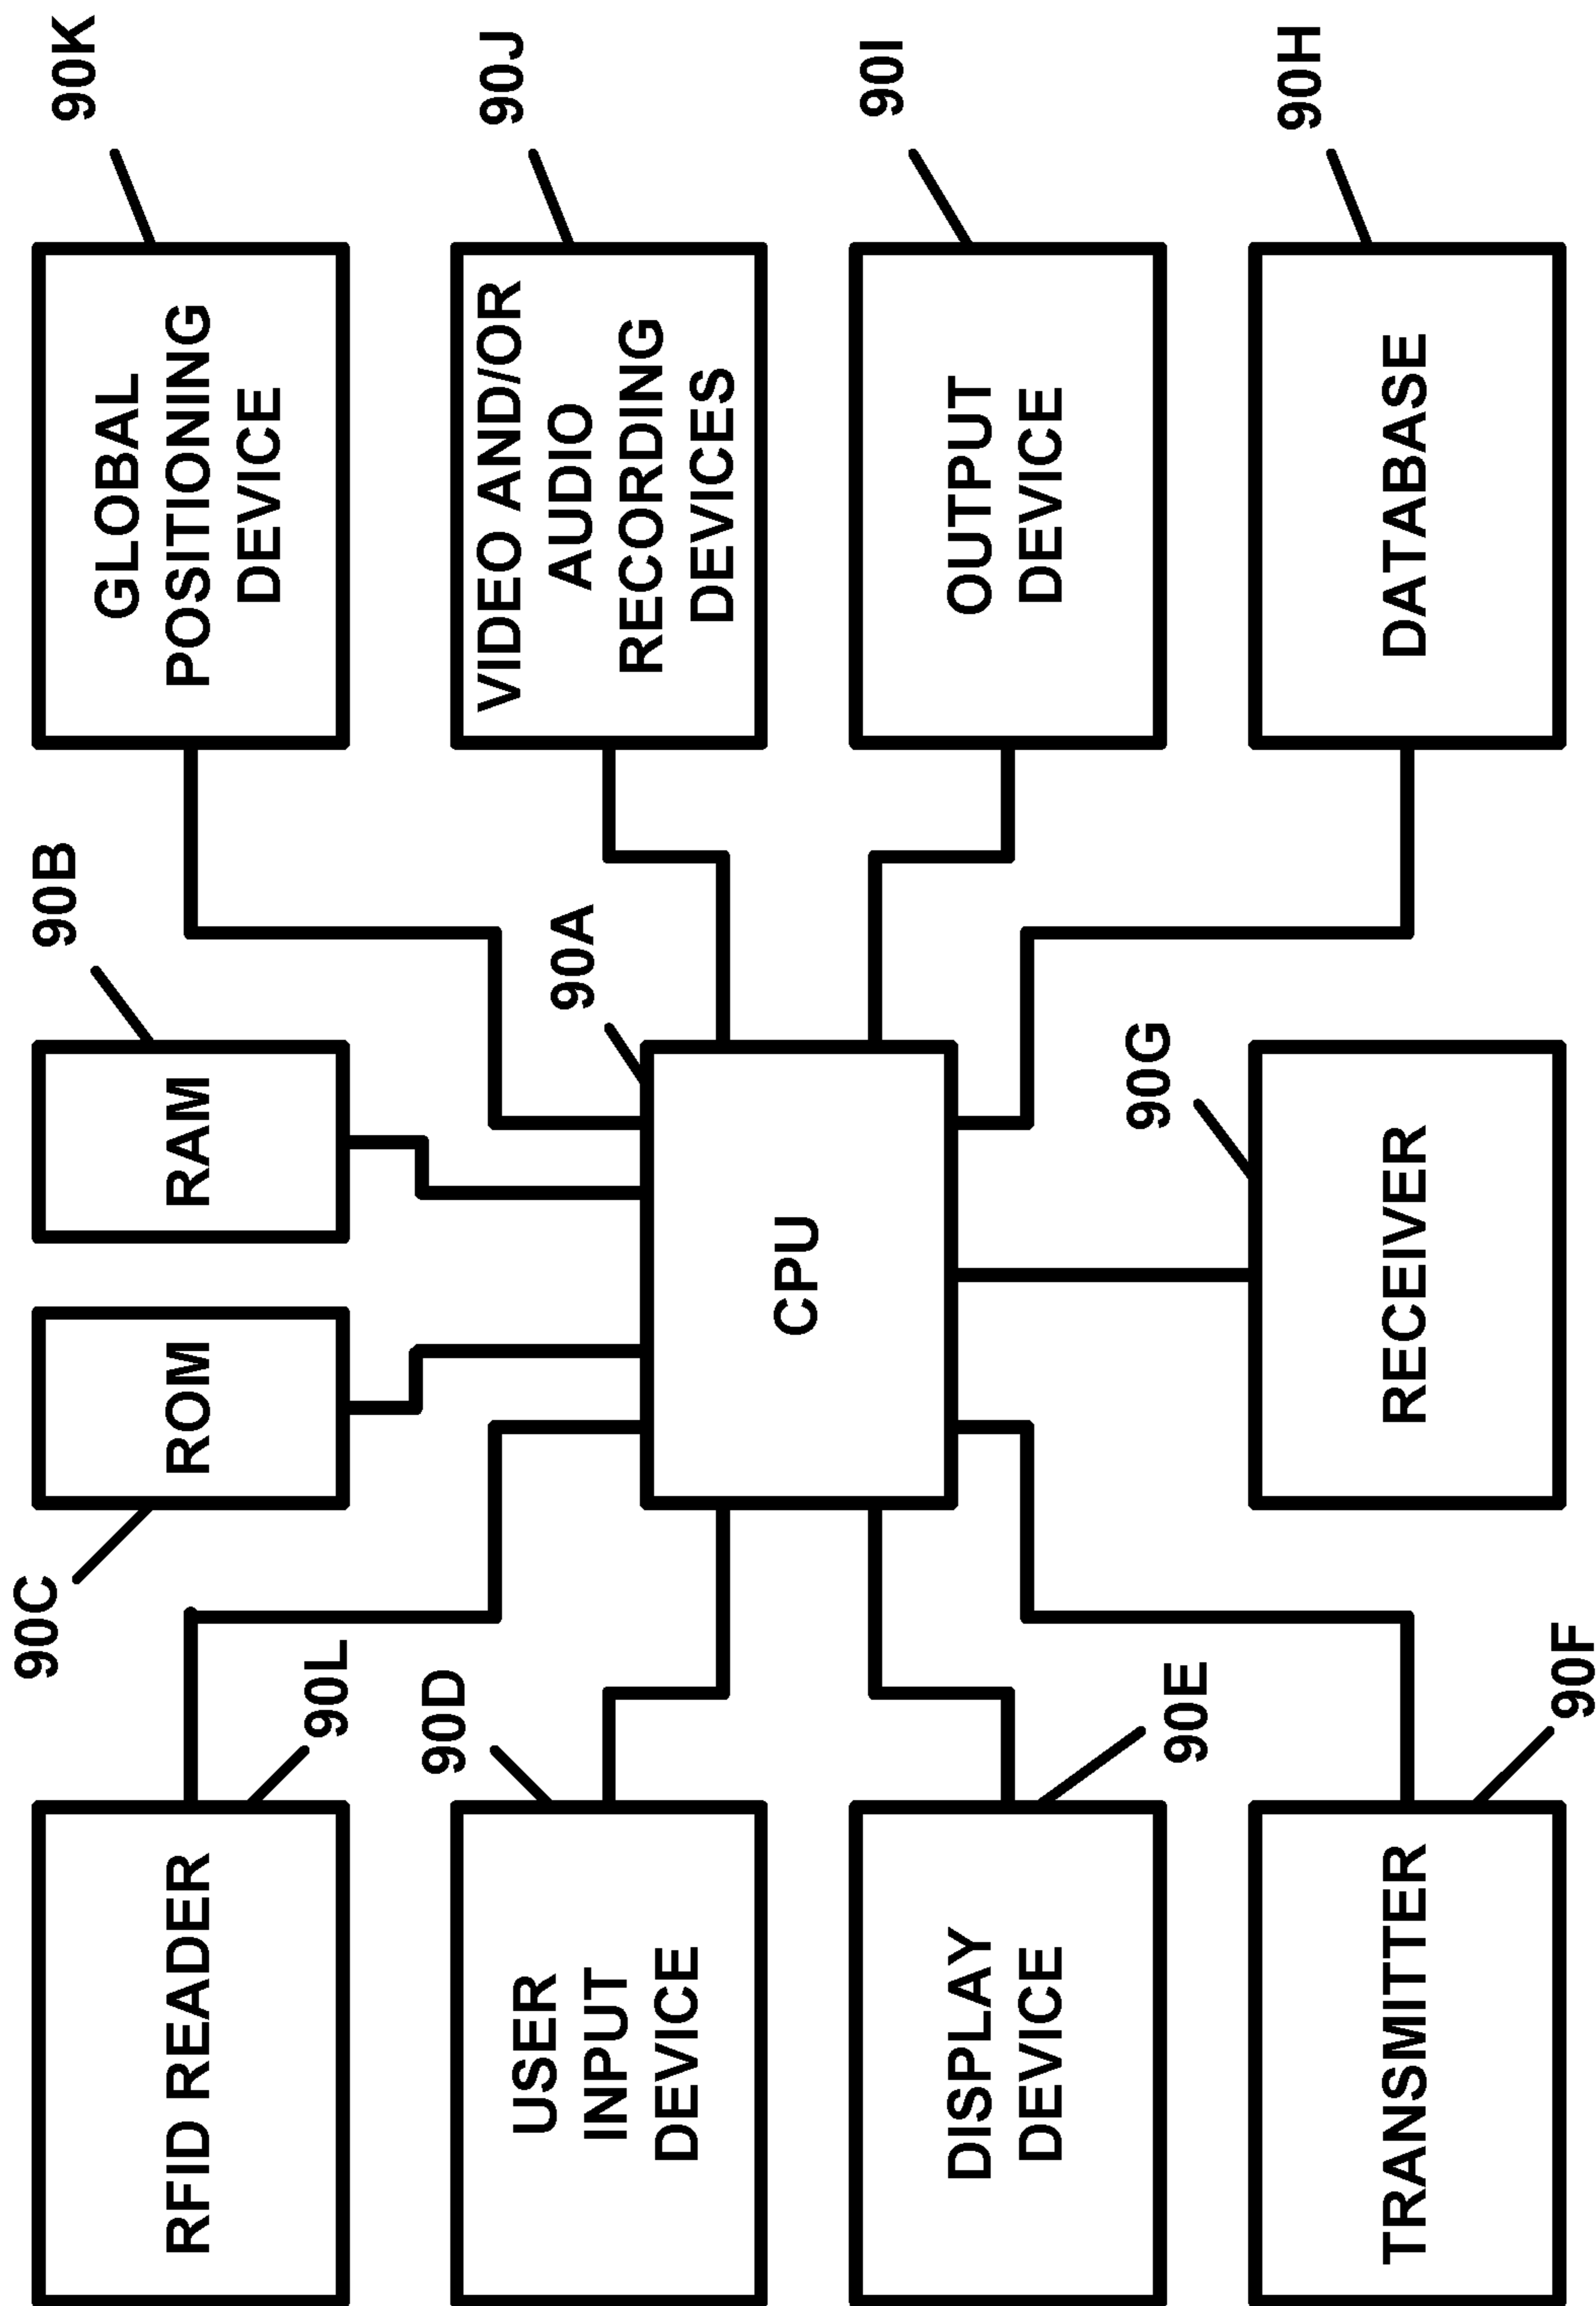 90C
90B
90K
RFID READER
ROM
RAM
GLOBAL
POSITIONING
DEVICE
90L
90D
90A
90J
USER
INPUT
DEVICE
VIDEO AND/OR
AUDIO
RECORDING
DEVICES
CPU
90I
DISPLAY
DEVICE
OUTPUT
DEVICE
90E
90G
90H
TRANSMITTER
RECEIVER
DATABASE
90F